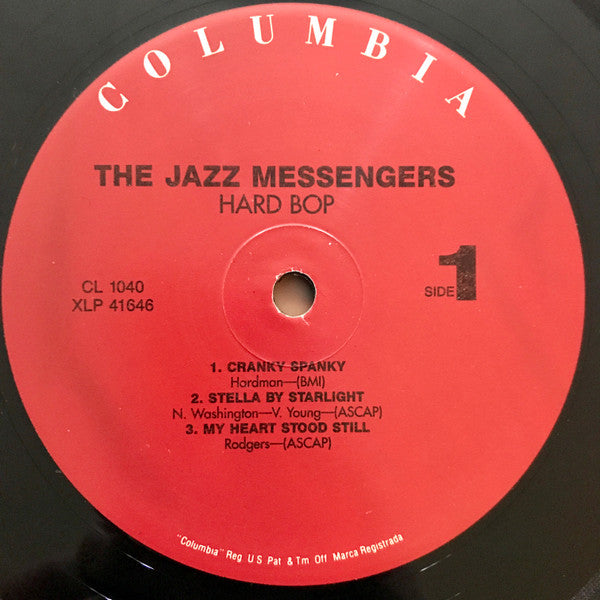 COLUMBIA
THE JAZZ MESSENGERS
HARD BOP
CL 1040
XLP 41646
SIDE 1
1. CRANKY SPANKY
Hardman—(BMI)
2. STELLA BY STARLIGHT
N. Washington—V. Young—(ASCAP)
3. MY HEART STOOD STILL
Rodgers—(ASCAP)
"Columbia" Reg U S Pat & Tm Off Marca Registrada